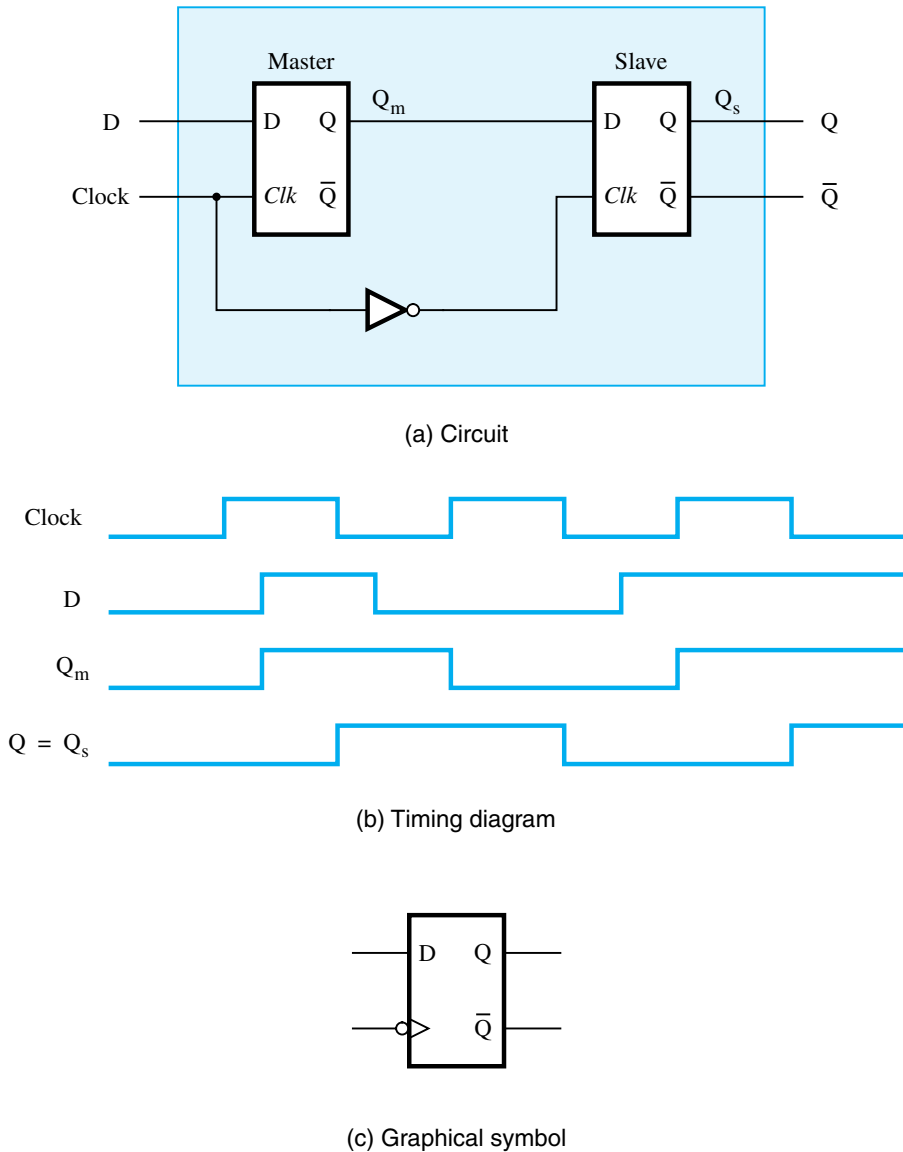 Master Slave
Q_m Q_s
D D Q D Q Q
Clock Clk Q̅ Clk Q̅ Q̅
(a) Circuit
Clock
D
Q_m
Q = Q_s
(b) Timing diagram
D Q
Q̅
(c) Graphical symbol